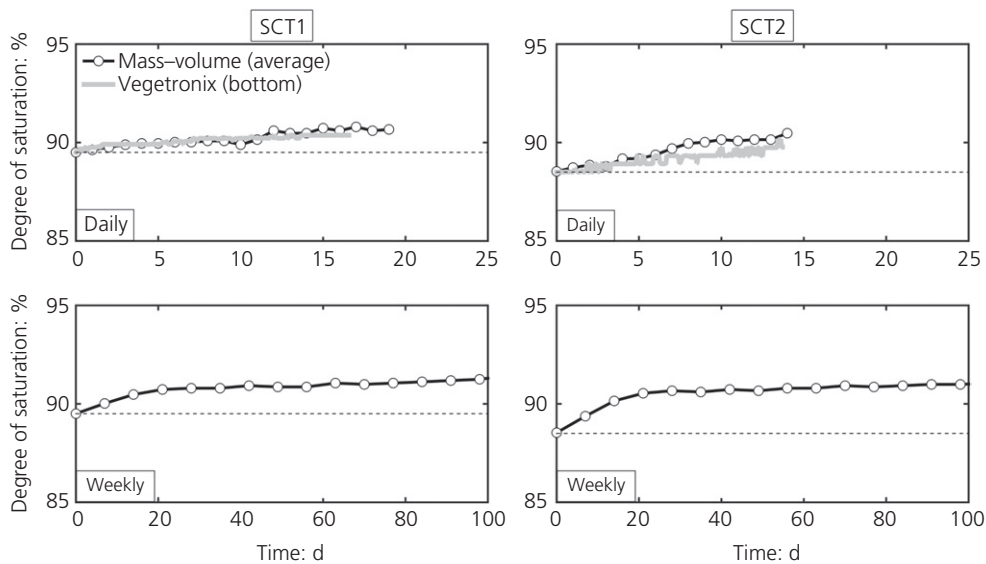 SCT1
SCT2
Degree of saturation: %
95
90
85
Mass–volume (average)
Vegetronix (bottom)
Daily
0 5 10 15 20 25
95
90
85
Daily
0 5 10 15 20 25
Degree of saturation: %
95
90
85
Weekly
0 20 40 60 80 100
Time: d
95
90
85
Weekly
0 20 40 60 80 100
Time: d